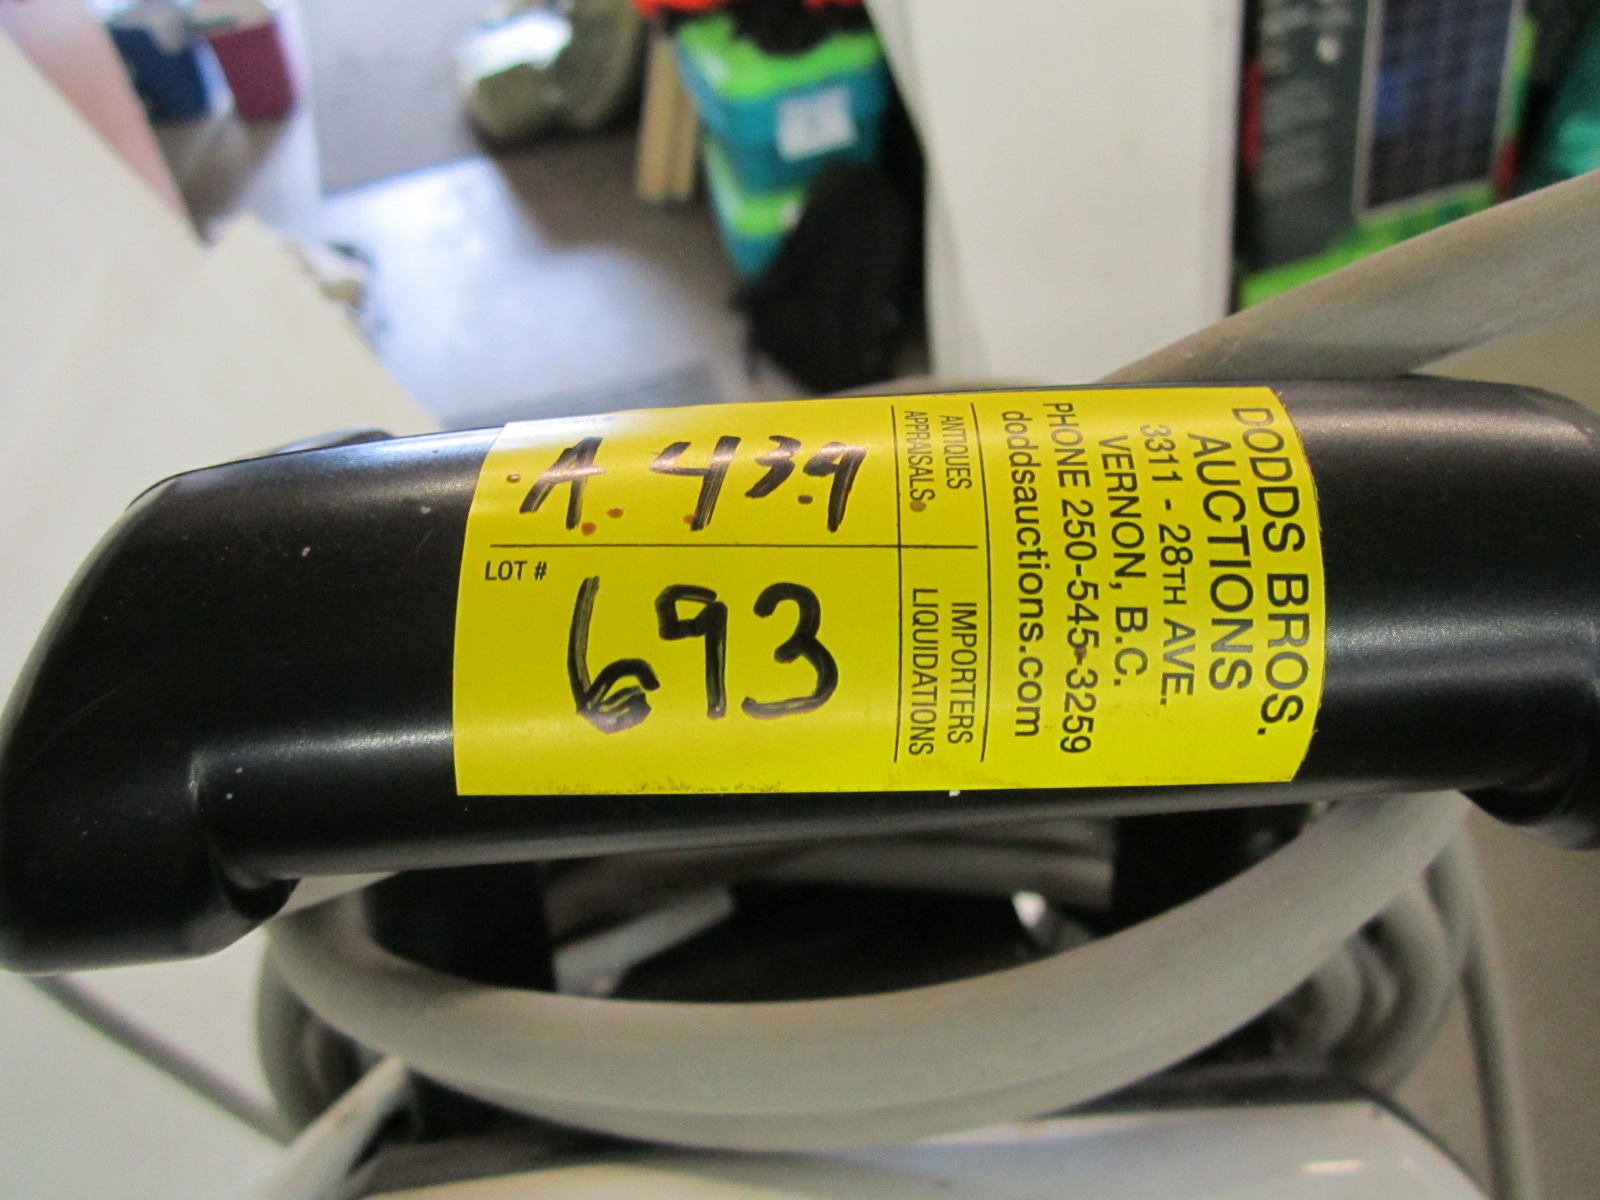 DODDS BROS.
AUCTIONS
3311 - 28TH AVE.
VERNON, B.C.
PHONE 250-545-3259
doddsauctions.com
ANTIQUES
APPRAISALS
IMPORTERS
LIQUIDATIONS
A 439
LOT #
693